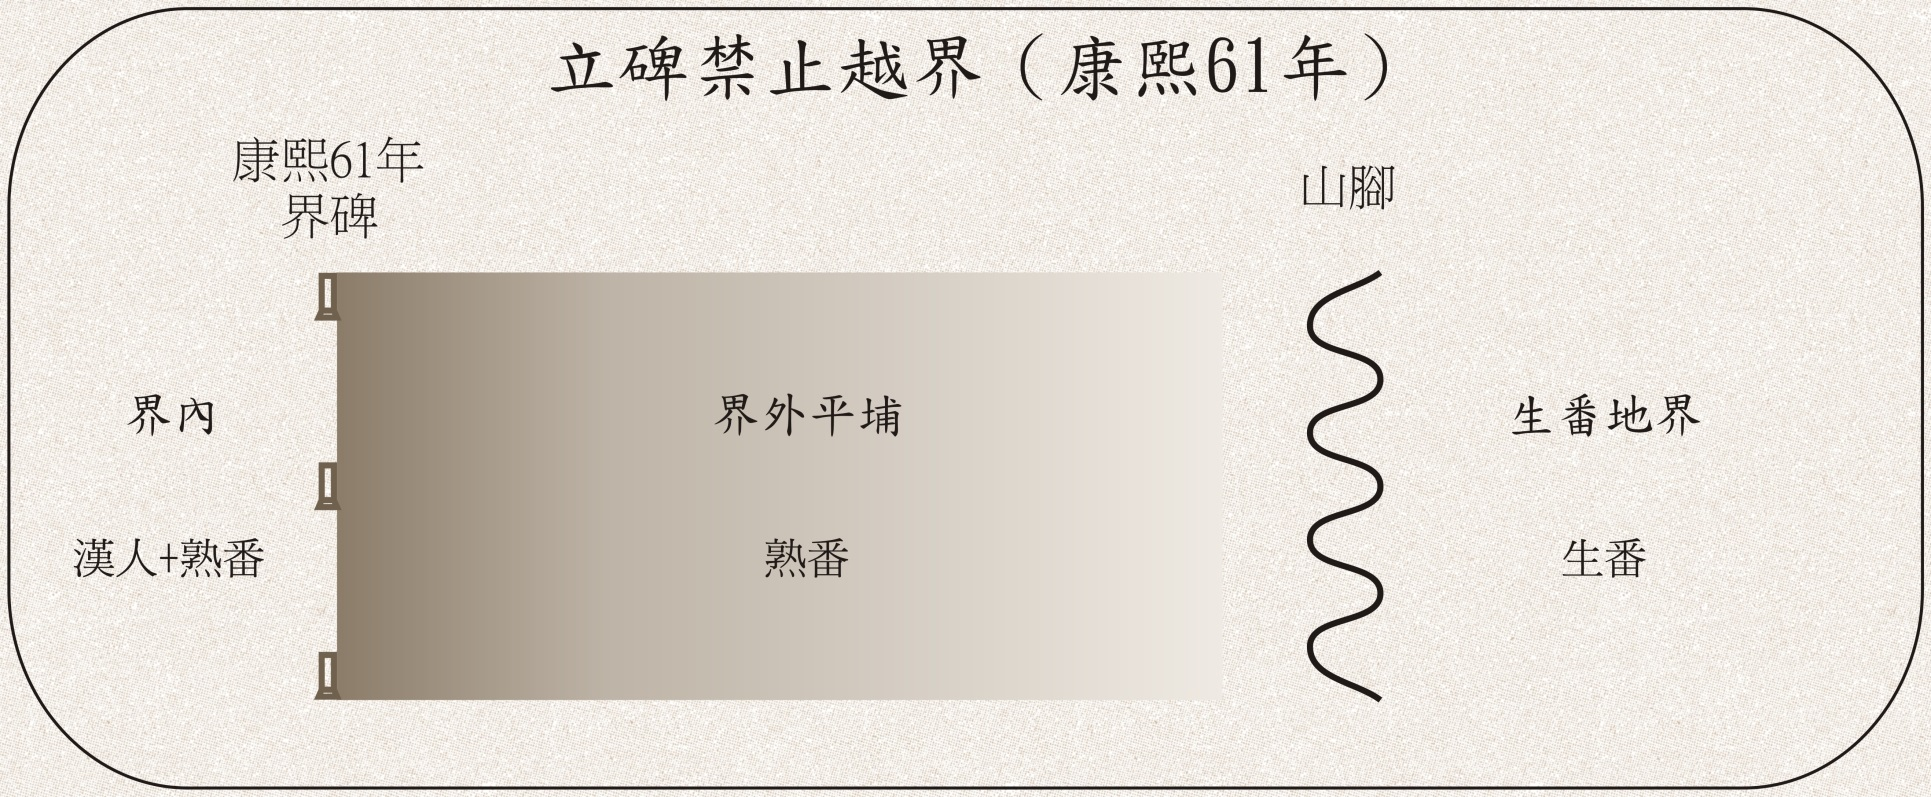 立碑禁止越界（康熙61年）
康熙61年
界碑
山腳
界內
界外平埔
生番地界
漢人+熟番
熟番
生番